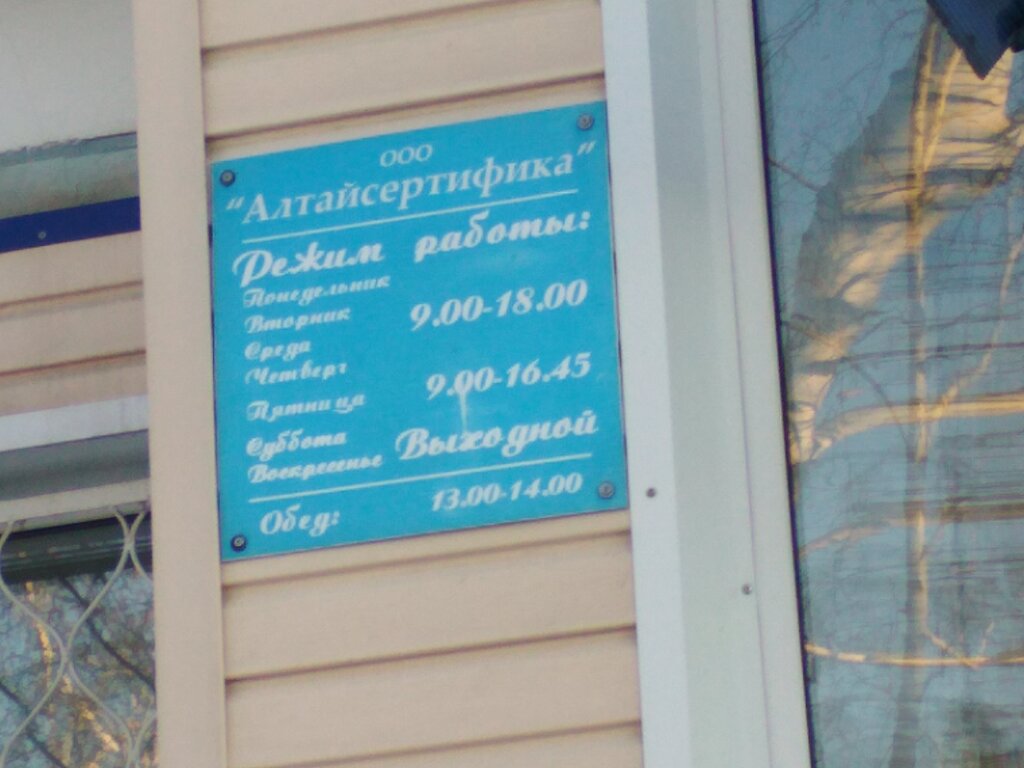 ООО
"Алтайсертифика"
Режим работы:
Понедельник
Вторник 9.00-18.00
Среда
Четверг
Пятница 9.00-16.45
Суббота
Воскресенье Выходной
Обед: 13.00-14.00